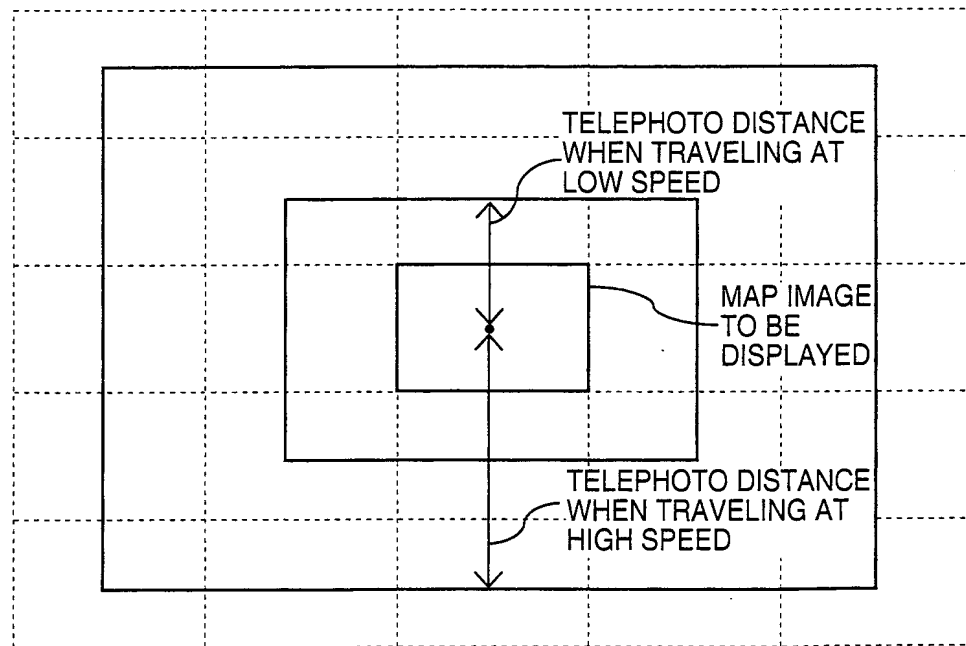 TELEPHOTO DISTANCE
WHEN TRAVELING AT
LOW SPEED
MAP IMAGE
TO BE
DISPLAYED
TELEPHOTO DISTANCE
WHEN TRAVELING AT
HIGH SPEED